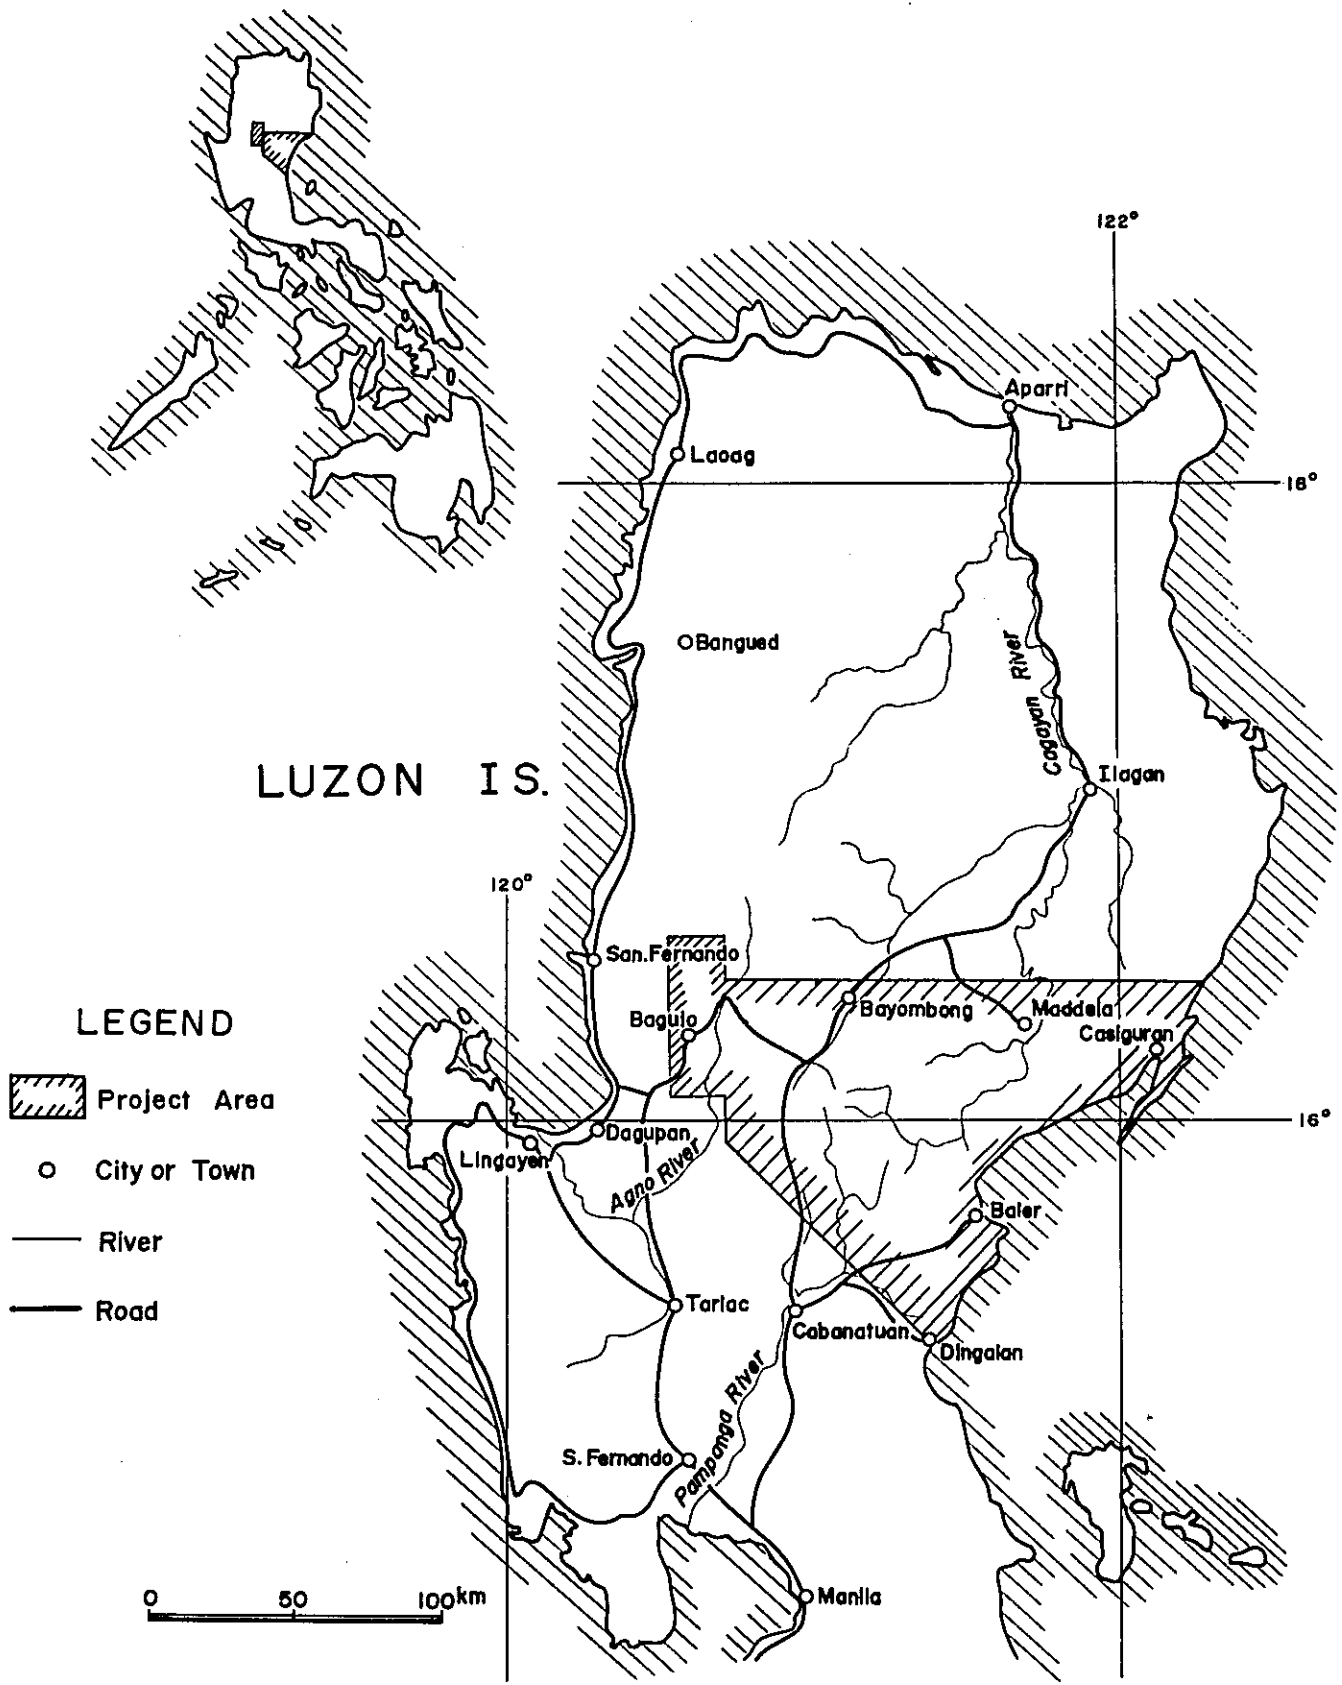 122°
Aparri
Laoag
18°
Bangued
Cagayan River
LUZON IS.
Ilagan
120°
San.Fernando
LEGEND
Baguio
Bayombong
Maddela
Casiguran
Project Area
16°
Dagupan
Lingayen
City or Town
Agno River
Baler
River
Tarlac
Road
Cabanatuan
Dingalan
Pampanga River
S. Fernando
0 50 100km
Manila